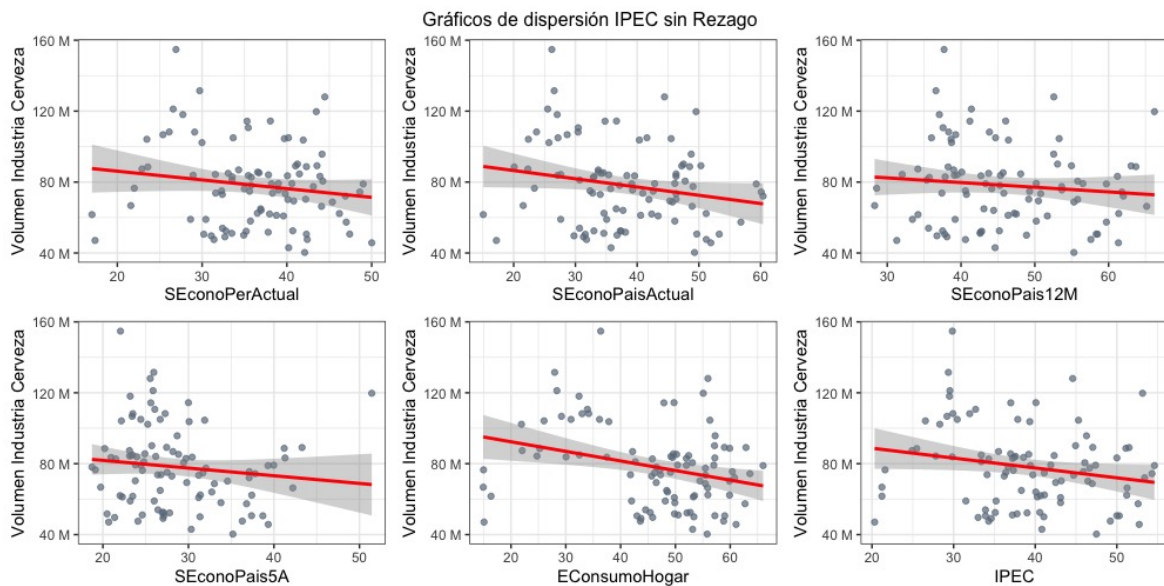 Gráficos de dispersión IPEC sin Rezago
Volumen Industria Cerveza
160 M
120 M
80 M
40 M
20 30 40 50
SEconoPerActual
Volumen Industria Cerveza
160 M
120 M
80 M
40 M
20 30 40 50 60
SEconoPaisActual
Volumen Industria Cerveza
160 M
120 M
80 M
40 M
30 40 50 60
SEconoPais12M
Volumen Industria Cerveza
160 M
120 M
80 M
40 M
20 30 40 50
SEconoPais5A
Volumen Industria Cerveza
160 M
120 M
80 M
40 M
20 30 40 50 60
EConsumoHogar
Volumen Industria Cerveza
160 M
120 M
80 M
40 M
20 30 40 50
IPEC